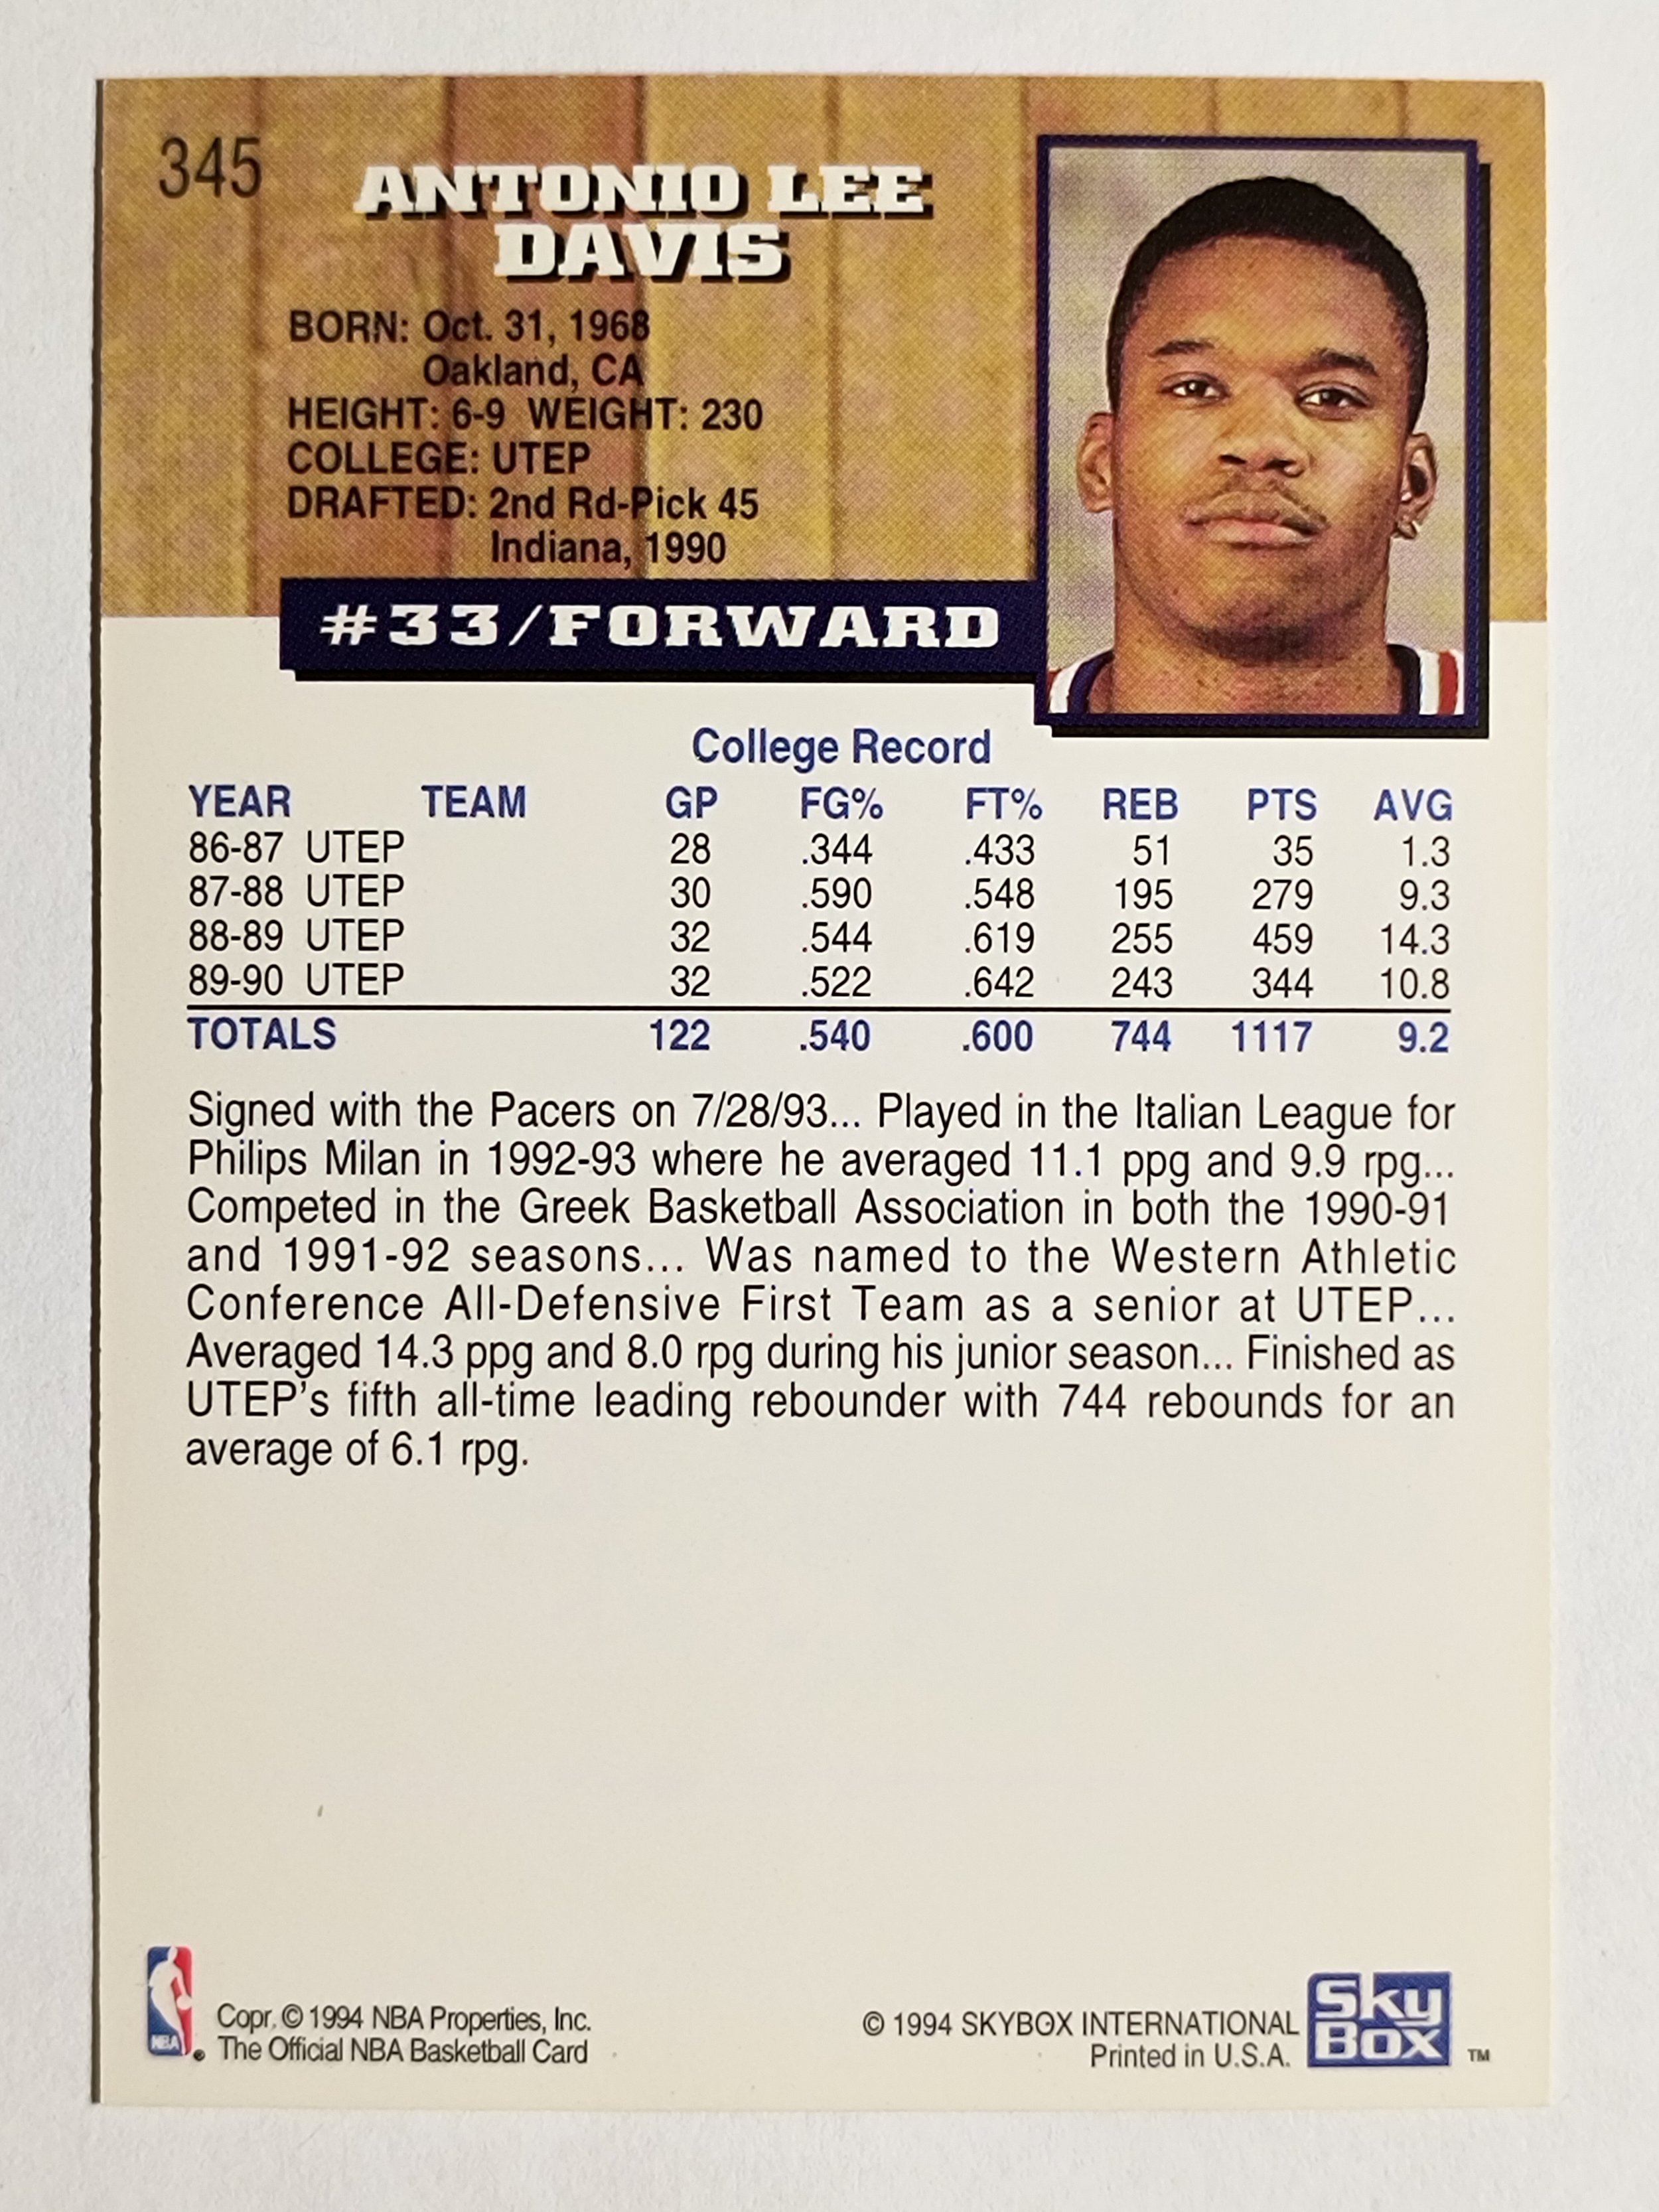 345
ANTONIO LEE
DAVIS
BORN: Oct. 31, 1968
Oakland, CA
HEIGHT: 6-9 WEIGHT: 230
COLLEGE: UTEP
DRAFTED: 2nd Rd-Pick 45
Indiana, 1990
#33/FORWARD
College Record
YEAR TEAM GP FG% FT% REB PTS AVG
86-87 UTEP 28 .344 .433 51 35 1.3
87-88 UTEP 30 .590 .548 195 279 9.3
88-89 UTEP 32 .544 .619 255 459 14.3
89-90 UTEP 32 .522 .642 243 344 10.8
TOTALS 122 .540 .600 744 1117 9.2
Signed with the Pacers on 7/28/93... Played in the Italian League for
Philips Milan in 1992-93 where he averaged 11.1 ppg and 9.9 rpg...
Competed in the Greek Basketball Association in both the 1990-91
and 1991-92 seasons... Was named to the Western Athletic
Conference All-Defensive First Team as a senior at UTEP...
Averaged 14.3 ppg and 8.0 rpg during his junior season... Finished as
UTEP's fifth all-time leading rebounder with 744 rebounds for an
average of 6.1 rpg.
NBA
Copr. © 1994 NBA Properties, Inc.
The Official NBA Basketball Card
© 1994 SKYBOX INTERNATIONAL
Printed in U.S.A.
Sky
Box
TM